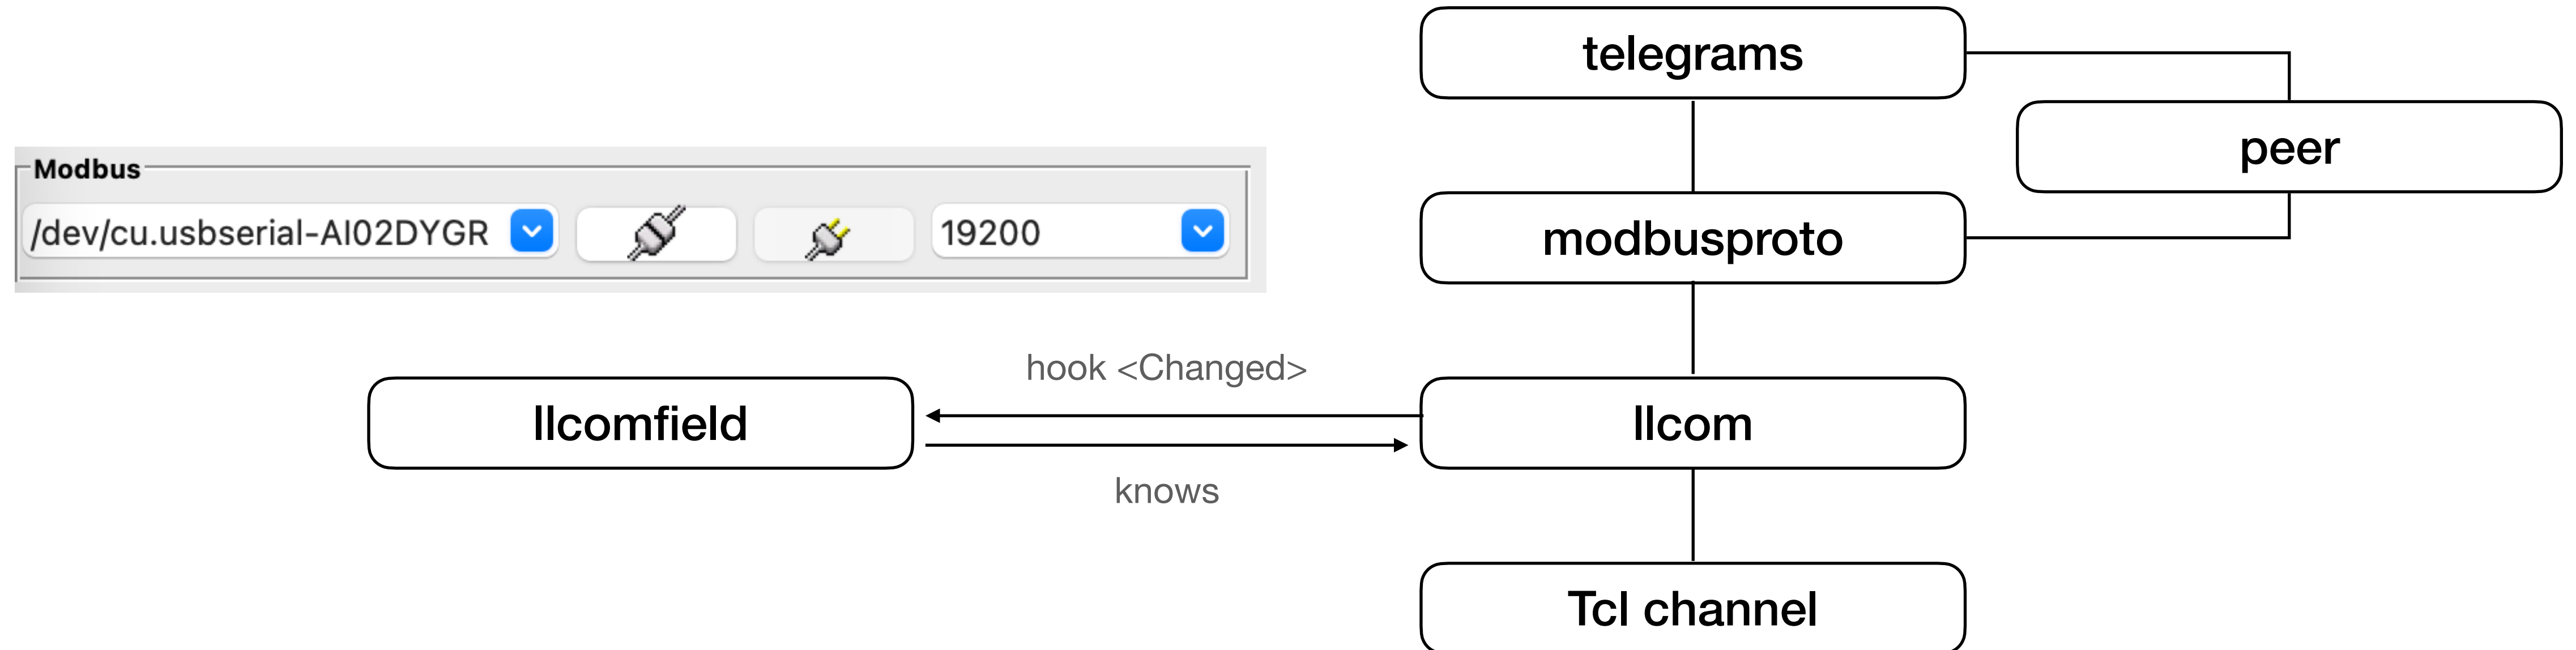 telegrams
peer
Modbus
/dev/cu.usbserial-AI02DYGR
19200
modbusproto
hook <Changed>
llcomfield
llcom
knows
Tcl channel